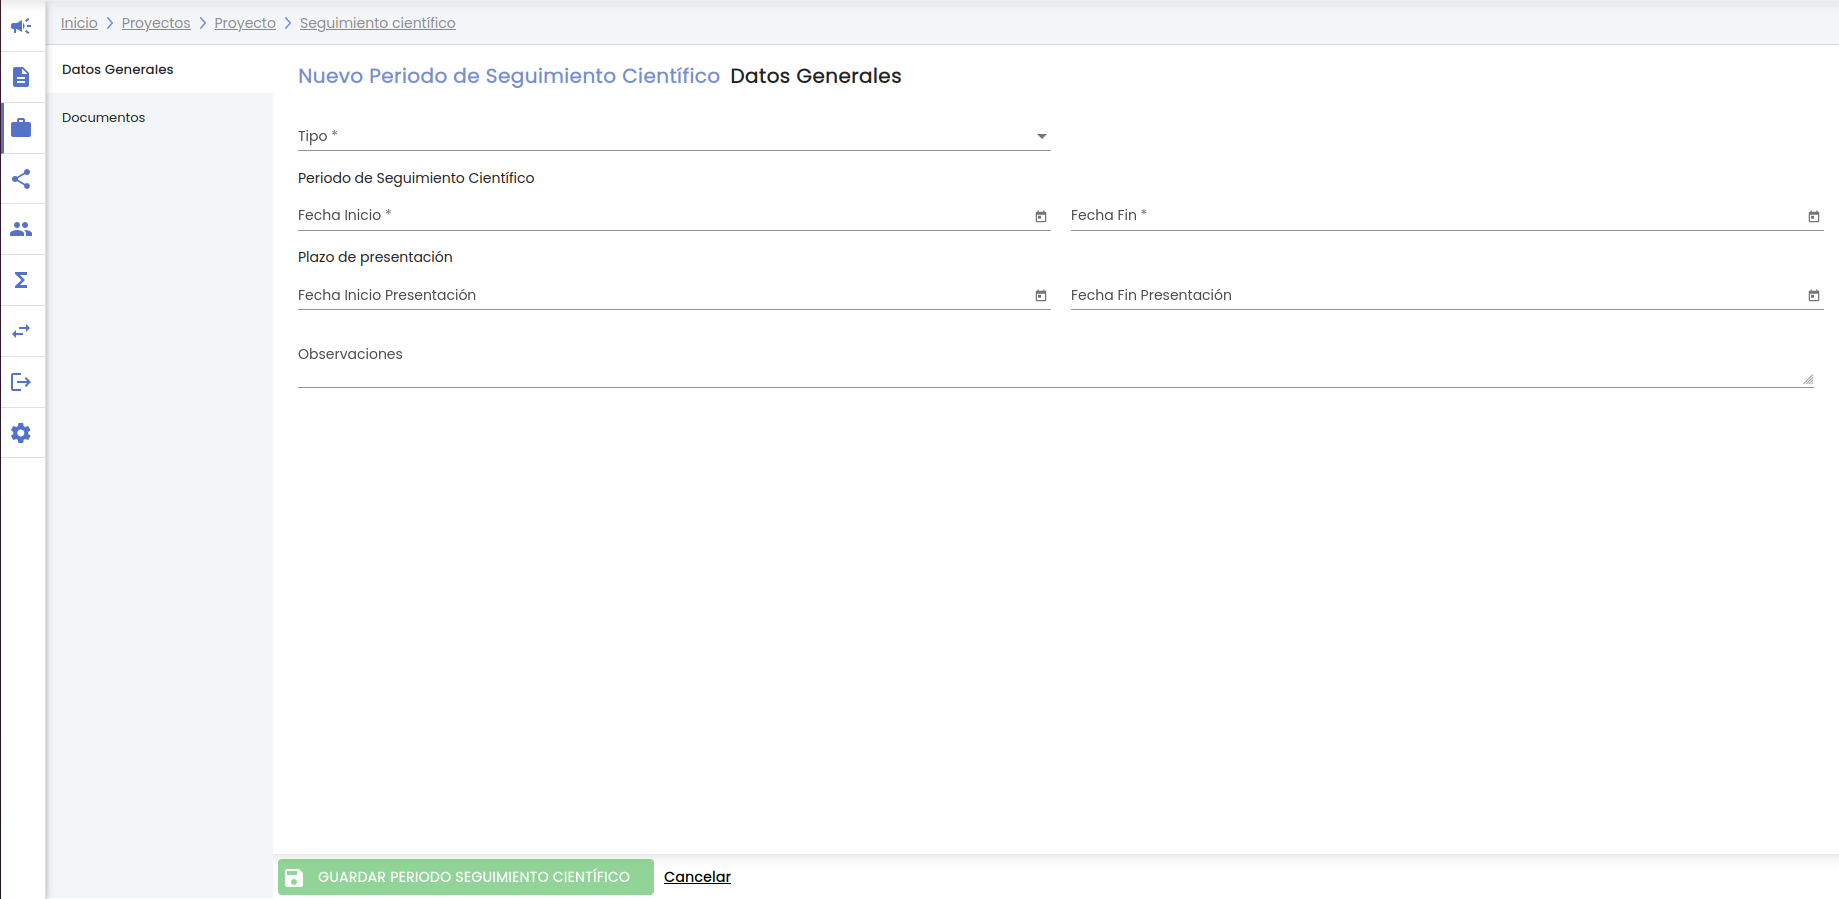 Inicio Proyectos Proyecto Seguimiento científico
Datos Generales
Documentos
Nuevo Periodo de Seguimiento Científico Datos Generales
Tipo *
Periodo de Seguimiento Científico
Fecha Inicio * Fecha Fin *
Plazo de presentación
Fecha Inicio Presentación Fecha Fin Presentación
Observaciones
GUARDAR PERIODO SEGUIMIENTO CIENTÍFICO Cancelar